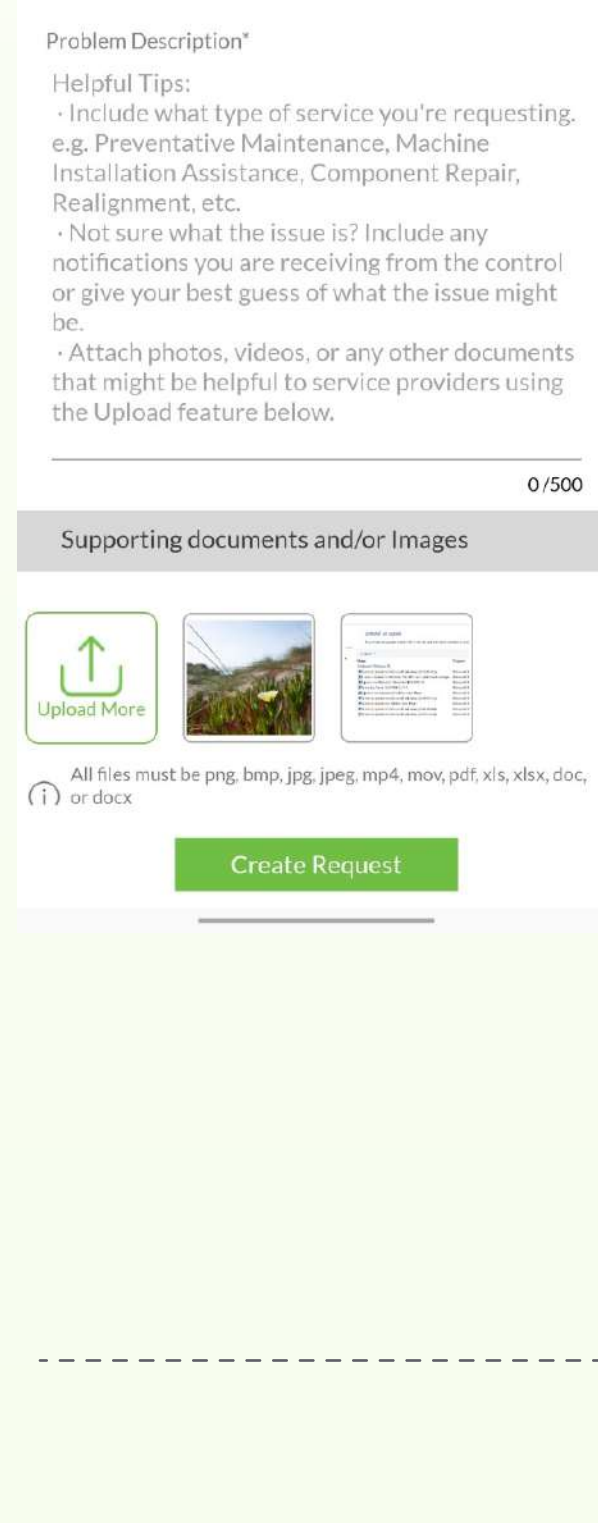 Problem Description*
Helpful Tips:
· Include what type of service you're requesting.
e.g. Preventative Maintenance, Machine
Installation Assistance, Component Repair,
Realignment, etc.
· Not sure what the issue is? Include any
notifications you are receiving from the control
or give your best guess of what the issue might
be.
· Attach photos, videos, or any other documents
that might be helpful to service providers using
the Upload feature below.
0/500
Supporting documents and/or Images
Upload More
All files must be png, bmp, jpg, jpeg, mp4, mov, pdf, xls, xlsx, doc,
or docx
Create Request